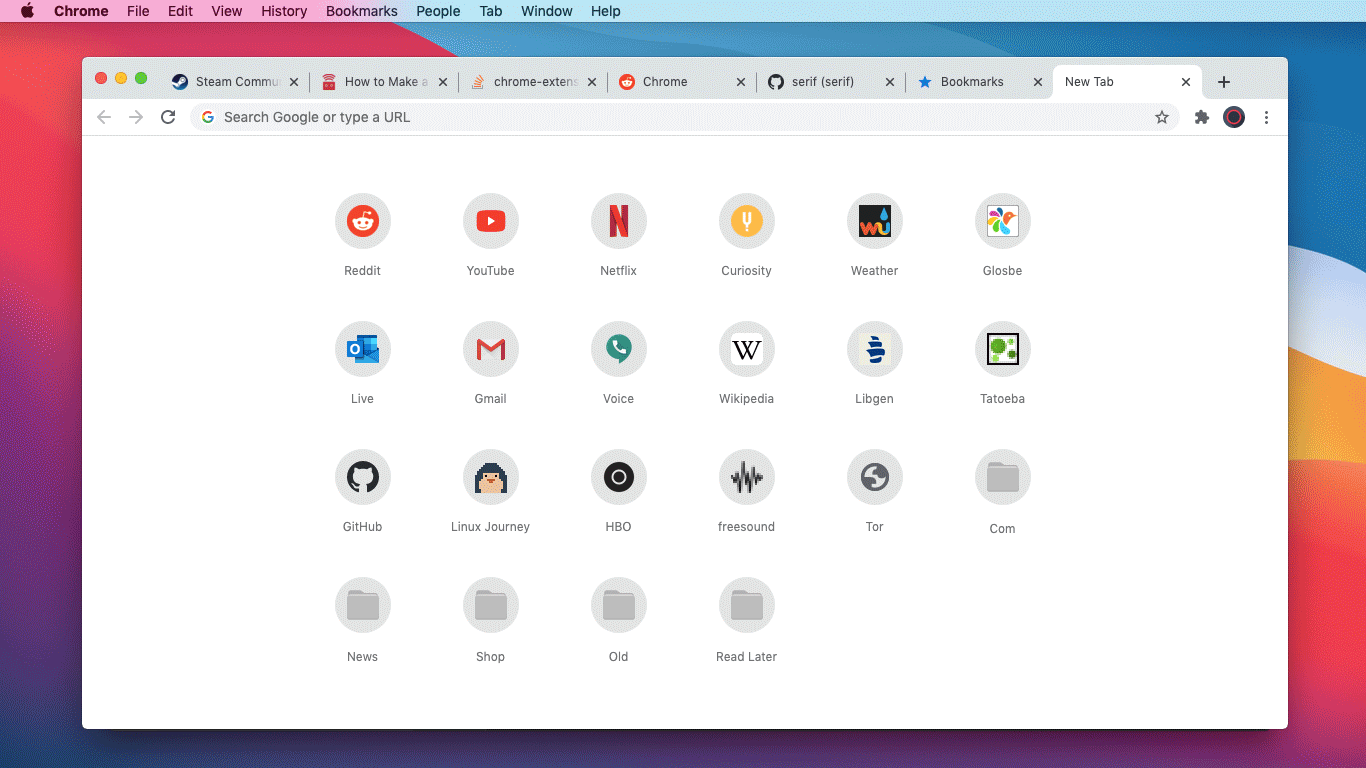 Chrome File Edit View History Bookmarks People Tab Window Help
Steam Commu How to Make a chrome-extens Chrome serif (serif) Bookmarks New Tab
Search Google or type a URL
Reddit YouTube Netflix Curiosity Weather Glosbe
Live Gmail Voice Wikipedia Libgen Tatoeba
GitHub Linux Journey HBO freesound Tor Com
News Shop Old Read Later